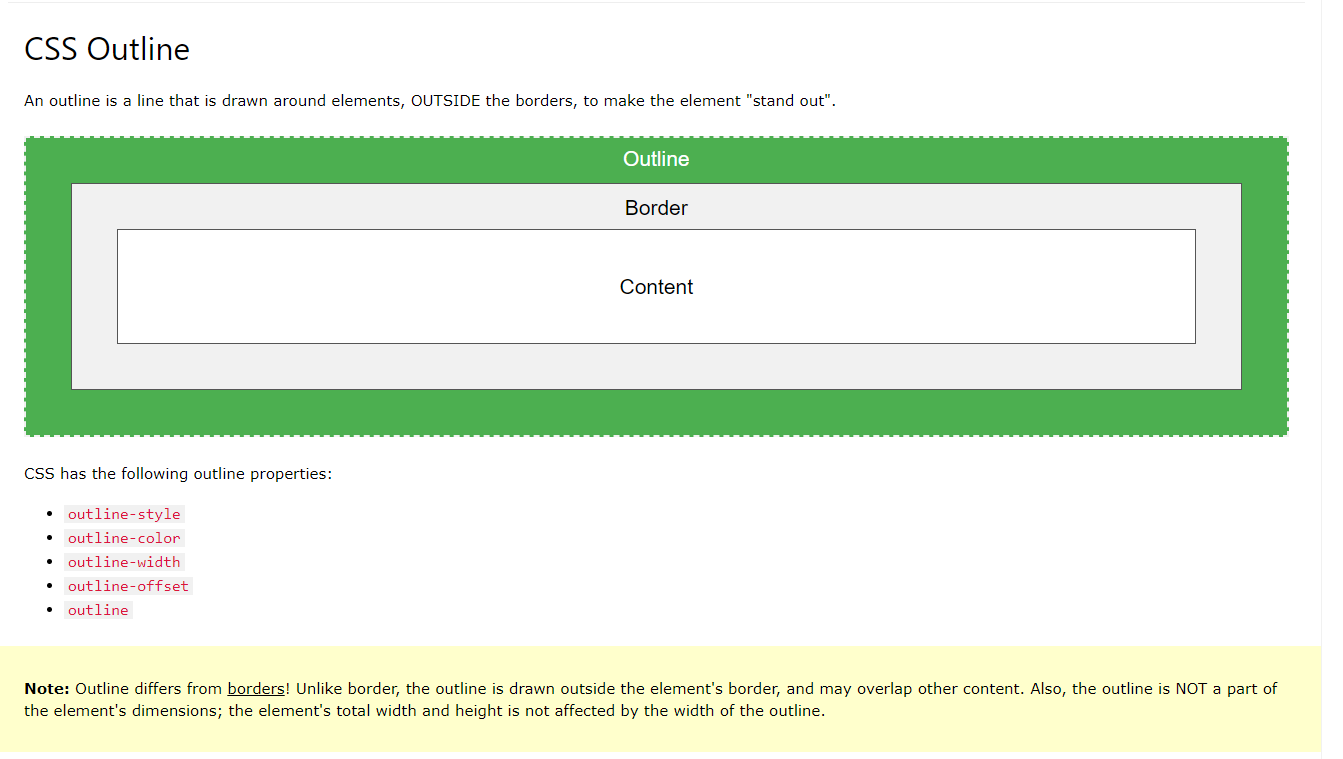 CSS Outline
An outline is a line that is drawn around elements, OUTSIDE the borders, to make the element "stand out".
Outline
Border
Content
CSS has the following outline properties:
• outline-style
• outline-color
• outline-width
• outline-offset
• outline
Note: Outline differs from borders! Unlike border, the outline is drawn outside the element's border, and may overlap other content. Also, the outline is NOT a part of
the element's dimensions; the element's total width and height is not affected by the width of the outline.